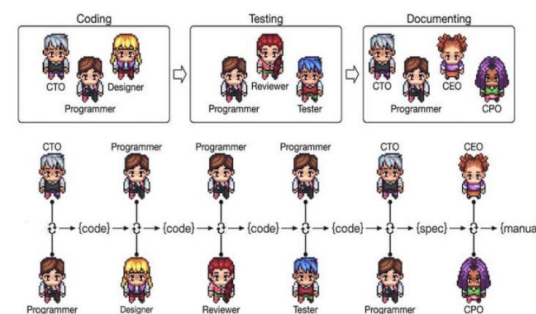 Coding Testing Documenting
CTO Designer Reviewer CTO CEO
Programmer Programmer Tester Programmer CPO
CTO Programmer Programmer Programmer CTO CEO
{code} {code} {code} {code} {spec} {manua
Programmer Designer Reviewer Tester Programmer CPO